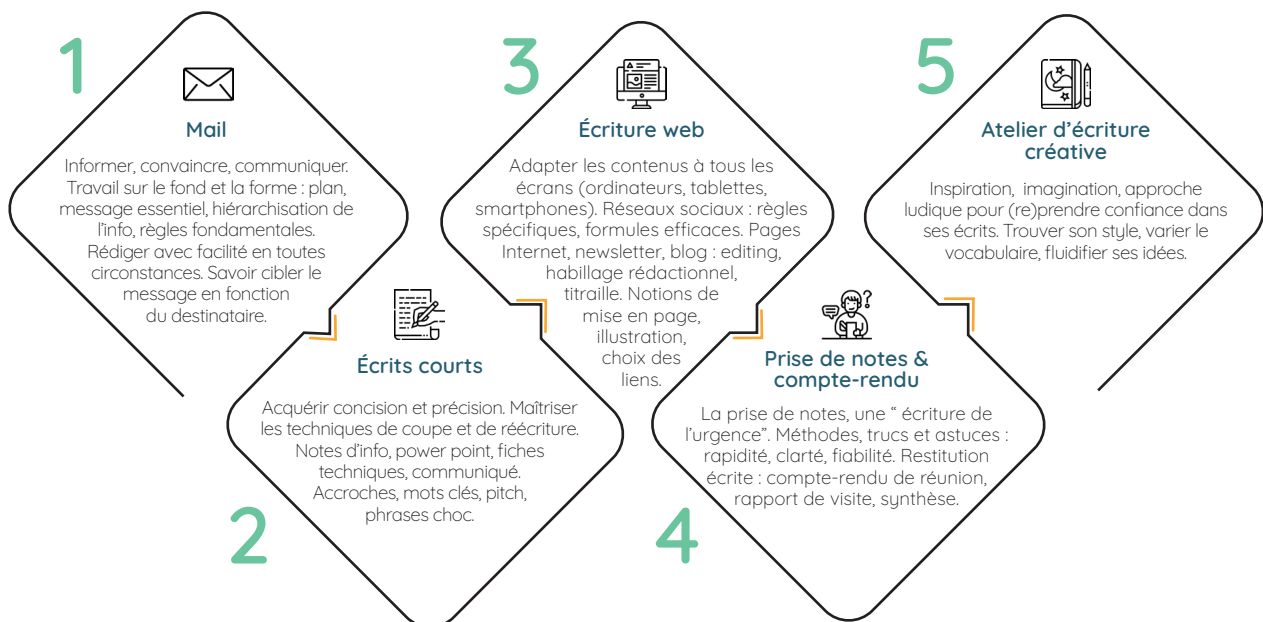 1
Mail
Informer, convaincre, communiquer.
Travail sur le fond et la forme : plan,
message essentiel, hiérarchisation de
l’info, règles fondamentales.
Rédiger avec facilité en toutes
circonstances. Savoir cibler le
message en fonction
du destinataire.
2
Écrits courts
Acquérir concision et précision. Maîtriser
les techniques de coupe et de réécriture.
Notes d’info, power point, fiches
techniques, communiqué.
Accroches, mots clés, pitch,
phrases choc.
3
Écriture web
Adapter les contenus à tous les
écrans (ordinateurs, tablettes,
smartphones). Réseaux sociaux : règles
spécifiques, formules efficaces. Pages
Internet, newsletter, blog : editing,
habillage rédactionnel,
titraille. Notions de
mise en page,
illustration,
choix des
liens.
4
Prise de notes &
compte-rendu
La prise de notes, une “ écriture de
l’urgence”. Méthodes, trucs et astuces :
rapidité, clarté, fiabilité. Restitution
écrite : compte-rendu de réunion,
rapport de visite, synthèse.
5
Atelier d’écriture
créative
Inspiration, imagination, approche
ludique pour (re)prendre confiance dans
ses écrits. Trouver son style, varier le
vocabulaire, fluidifier ses idées.